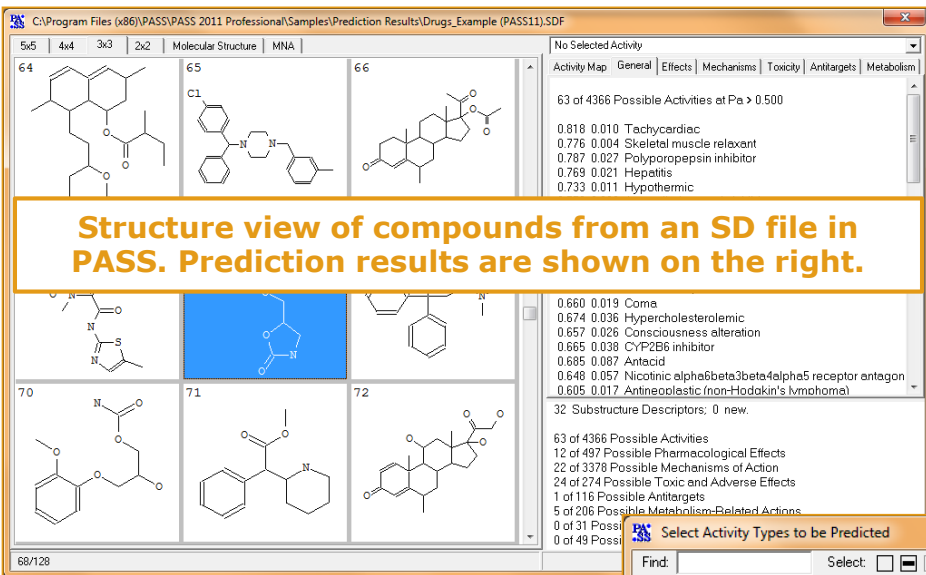 C:\Program Files (x86)\PASS\PASS 2011 Professional\Samples\Prediction Results\Drugs_Example (PASS11).SDF
5x5 4x4 3x3 2x2 Molecular Structure MNA
No Selected Activity
Activity Map General Effects Mechanisms Toxicity Antitargets Metabolism
64 65 66
Cl
N N
O O O O O
63 of 4366 Possible Activities at Pa > 0.500
0.818 0.010 Tachycardiac
0.776 0.004 Skeletal muscle relaxant
0.787 0.027 Polyporopepsin inhibitor
0.769 0.021 Hepatitis
0.733 0.011 Hypothermic
Structure view of compounds from an SD file in
PASS. Prediction results are shown on the right.
0.660 0.019 Coma
0.674 0.036 Hypercholesterolemic
0.657 0.026 Consciousness alteration
0.665 0.038 CYP2B6 inhibitor
0.685 0.087 Antacid
0.648 0.057 Nicotinic alpha6beta3beta4alpha5 receptor antagon
0.605 0.017 Antineoplastic (non-Hodgkin's lymphoma)
N O N S N
O N O
N
70 71 72
N O O O O
O O N
O O O O O
32 Substructure Descriptors; 0 new.
63 of 4366 Possible Activities
12 of 497 Possible Pharmacological Effects
22 of 3378 Possible Mechanisms of Action
24 of 274 Possible Toxic and Adverse Effects
1 of 116 Possible Antitargets
5 of 206 Possible Metabolism-Related Actions
0 of 31 Possi
0 of 49 Possi
68/128
PASS Select Activity Types to be Predicted
Find: Select: